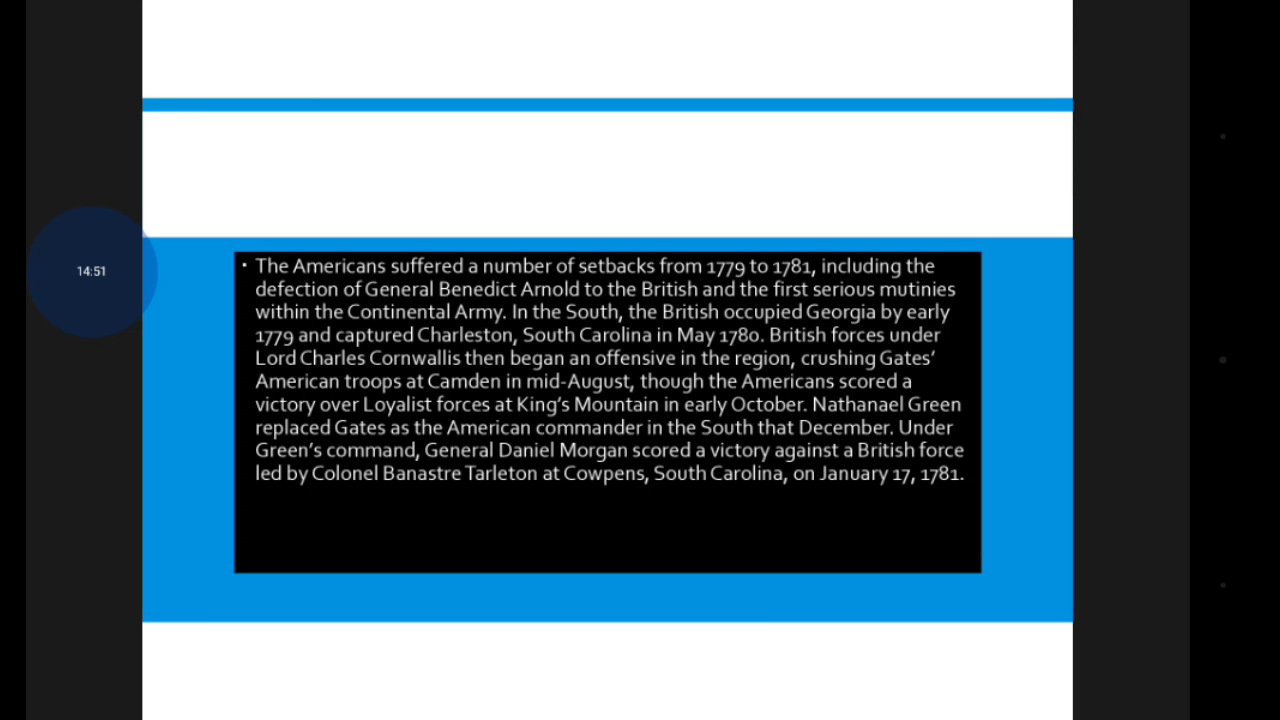 14:51
• The Americans suffered a number of setbacks from 1779 to 1781, including the
defection of General Benedict Arnold to the British and the first serious mutinies
within the Continental Army. In the South, the British occupied Georgia by early
1779 and captured Charleston, South Carolina in May 1780. British forces under
Lord Charles Cornwallis then began an offensive in the region, crushing Gates’
American troops at Camden in mid-August, though the Americans scored a
victory over Loyalist forces at King’s Mountain in early October. Nathanael Green
replaced Gates as the American commander in the South that December. Under
Green’s command, General Daniel Morgan scored a victory against a British force
led by Colonel Banastre Tarleton at Cowpens, South Carolina, on January 17, 1781.